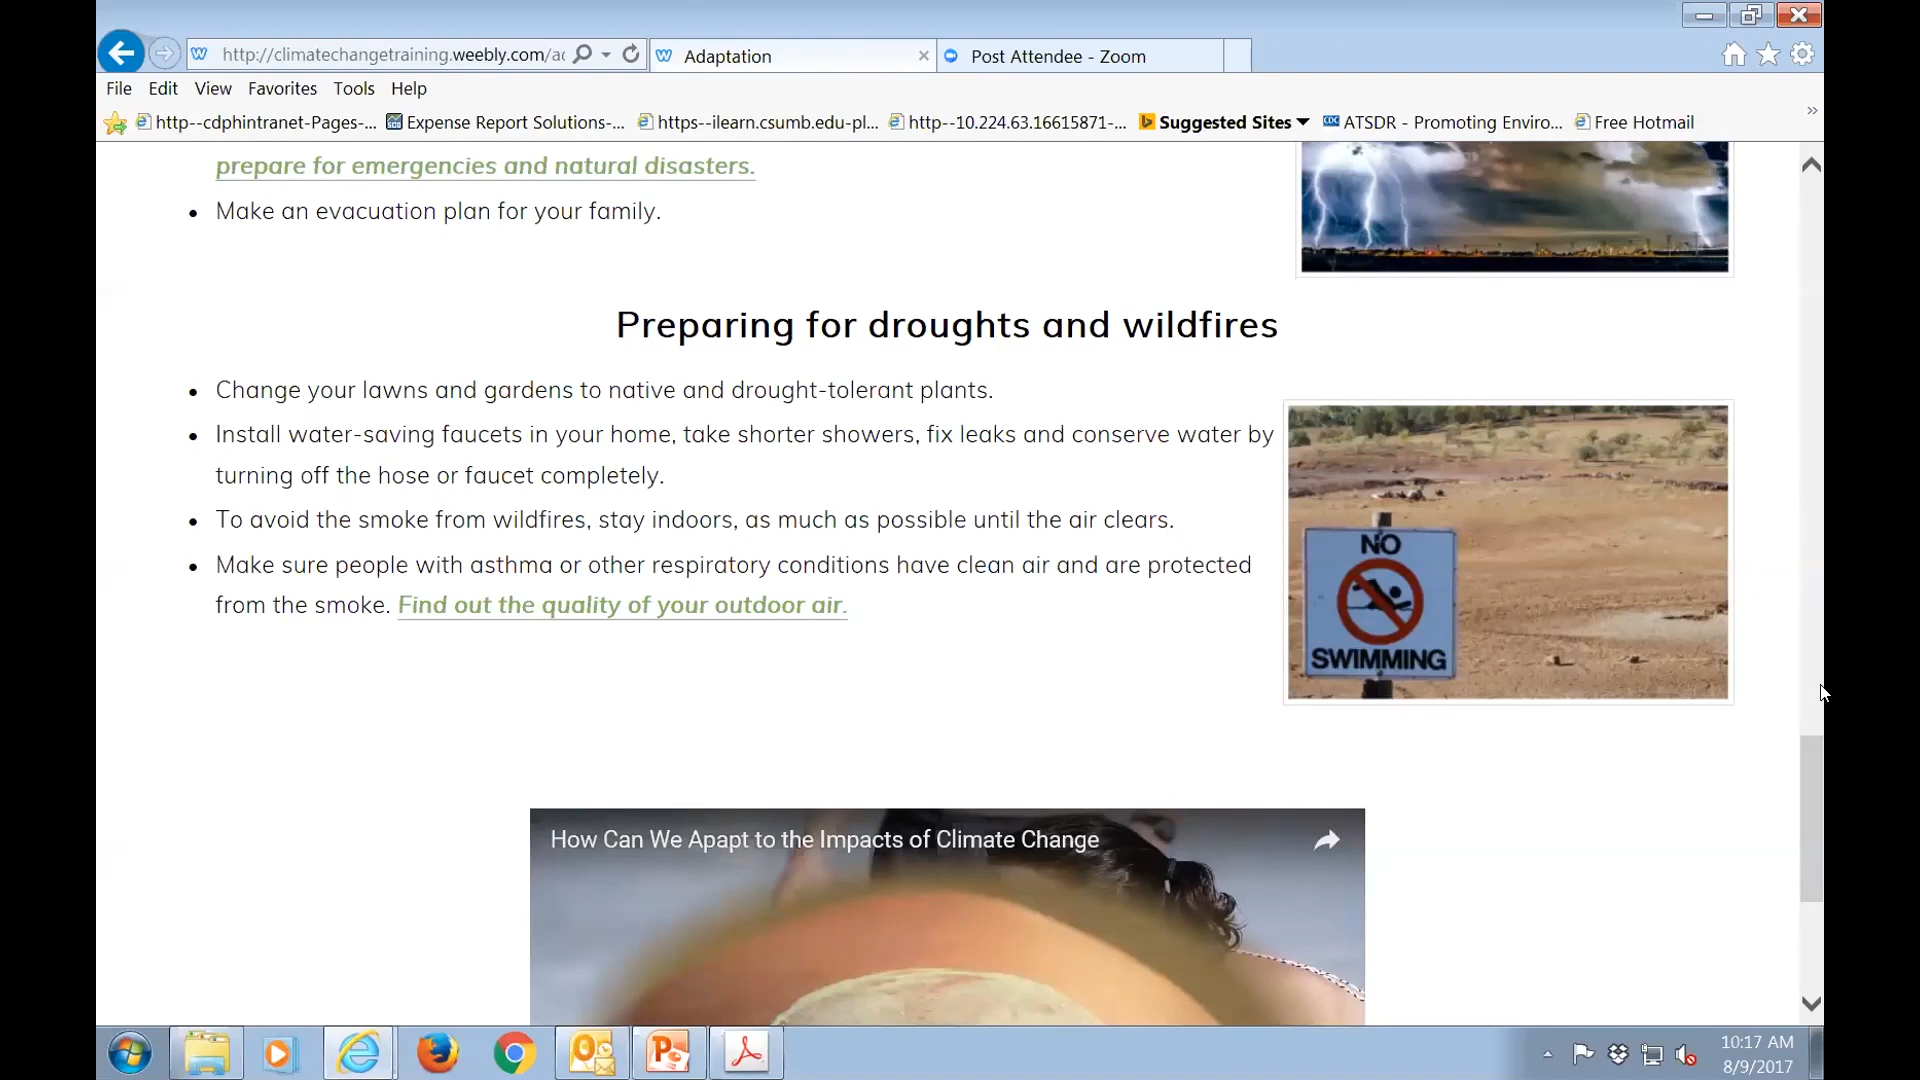 http://climatechangetraining.weebly.com/ac
Adaptation
Post Attendee - Zoom
File Edit View Favorites Tools Help
http--cdphintranet-Pages-... Expense Report Solutions-... https--ilearn.csumb.edu-pl... http--10.224.63.16615871-... Suggested Sites ATSDR - Promoting Enviro... Free Hotmail
prepare for emergencies and natural disasters.
• Make an evacuation plan for your family.
Preparing for droughts and wildfires
• Change your lawns and gardens to native and drought-tolerant plants.
• Install water-saving faucets in your home, take shorter showers, fix leaks and conserve water by
turning off the hose or faucet completely.
• To avoid the smoke from wildfires, stay indoors, as much as possible until the air clears.
• Make sure people with asthma or other respiratory conditions have clean air and are protected
from the smoke. Find out the quality of your outdoor air.
NO
SWIMMING
How Can We Apapt to the Impacts of Climate Change
10:17 AM
8/9/2017